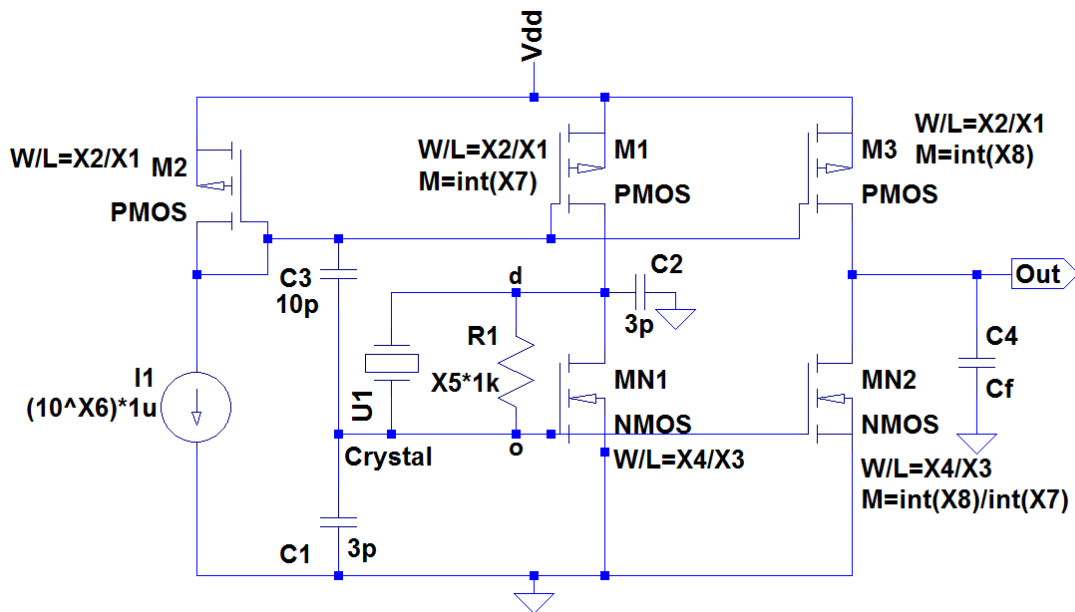 Vdd
W/L=X2/X1
M2
PMOS
W/L=X2/X1
M=int(X7)
M1
PMOS
W/L=X2/X1
M=int(X8)
M3
PMOS
C3
10p
d
C2
3p
Out
R1
X5*1k
U1
Crystal
o
I1
(10^X6)*1u
MN1
NMOS
W/L=X4/X3
MN2
NMOS
W/L=X4/X3
M=int(X8)/int(X7)
C4
Cf
C1
3p